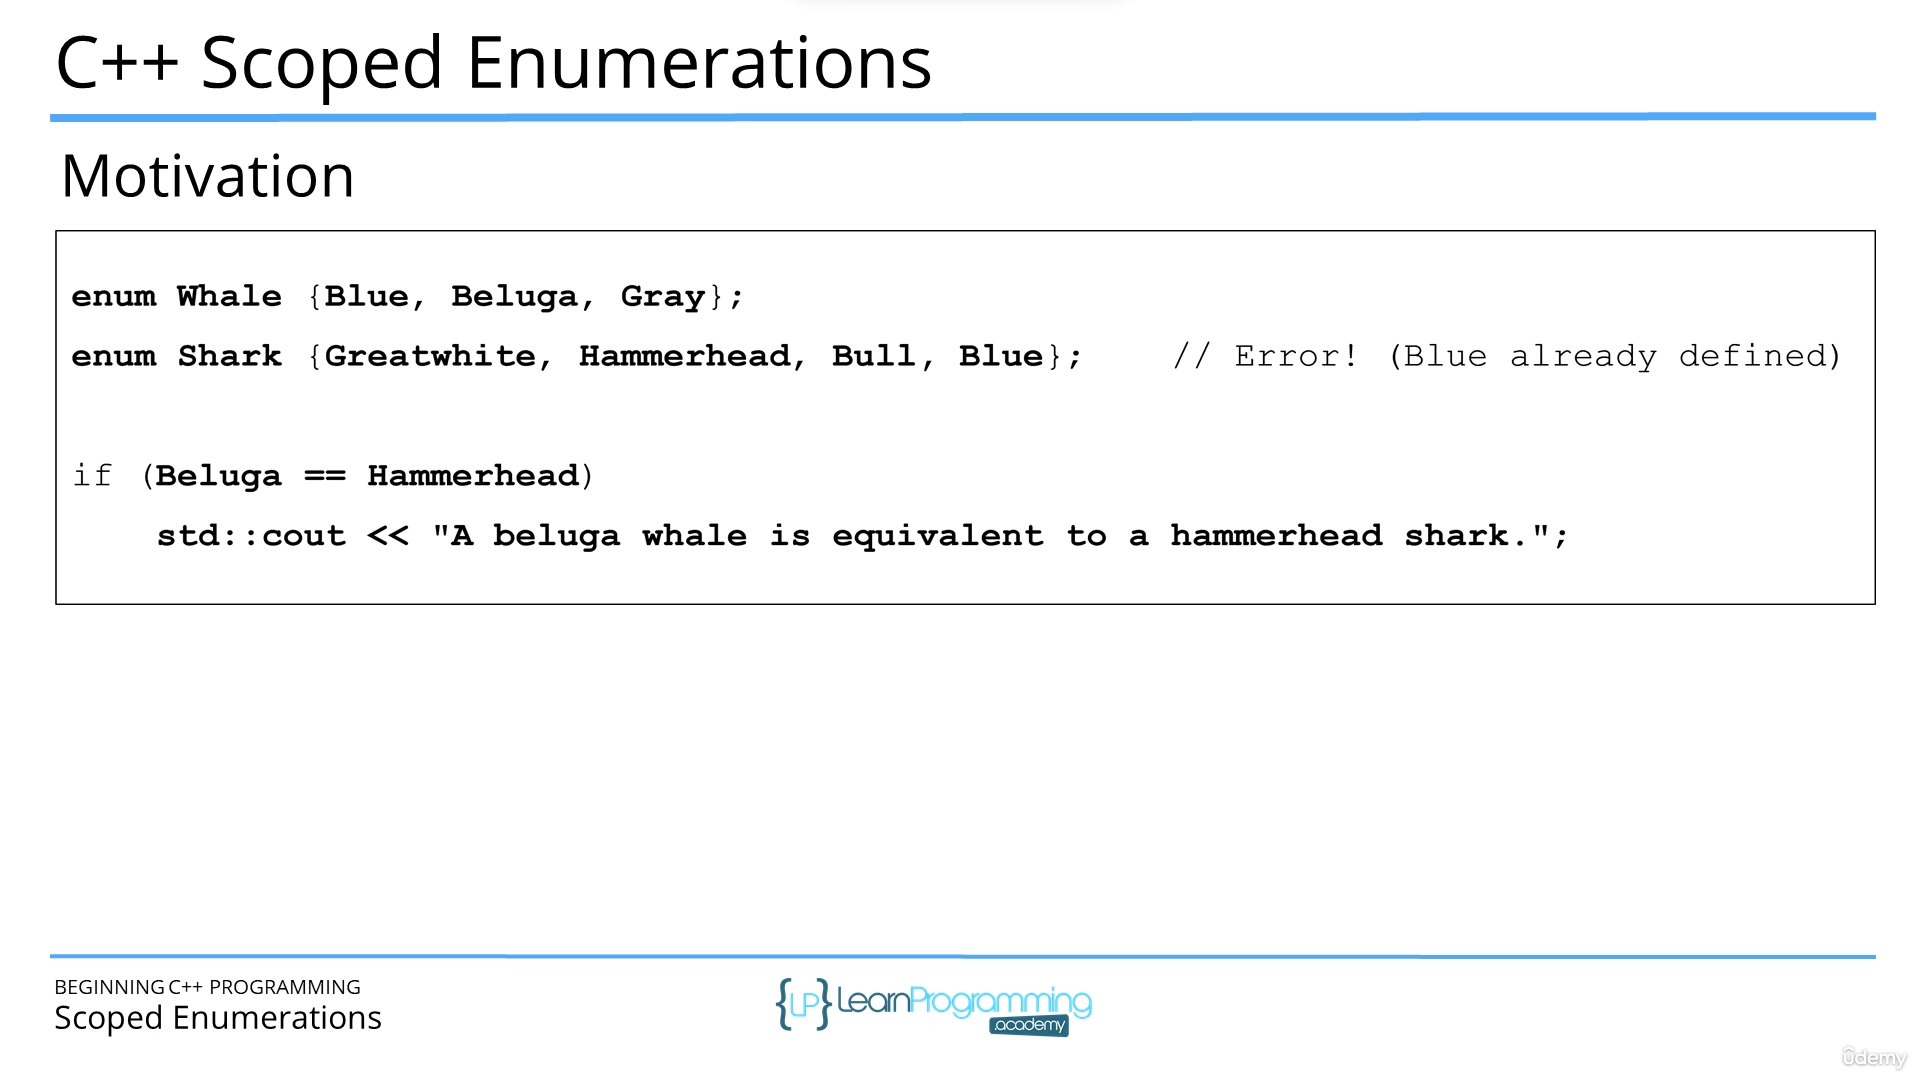 C++ Scoped Enumerations
Motivation
enum Whale {Blue, Beluga, Gray};
enum Shark {Greatwhite, Hammerhead, Bull, Blue};    // Error! (Blue already defined)
if (Beluga == Hammerhead)
    std::cout << "A beluga whale is equivalent to a hammerhead shark.";
BEGINNING C++ PROGRAMMING
Scoped Enumerations
{LP} LearnProgramming
.academy
ûdemy